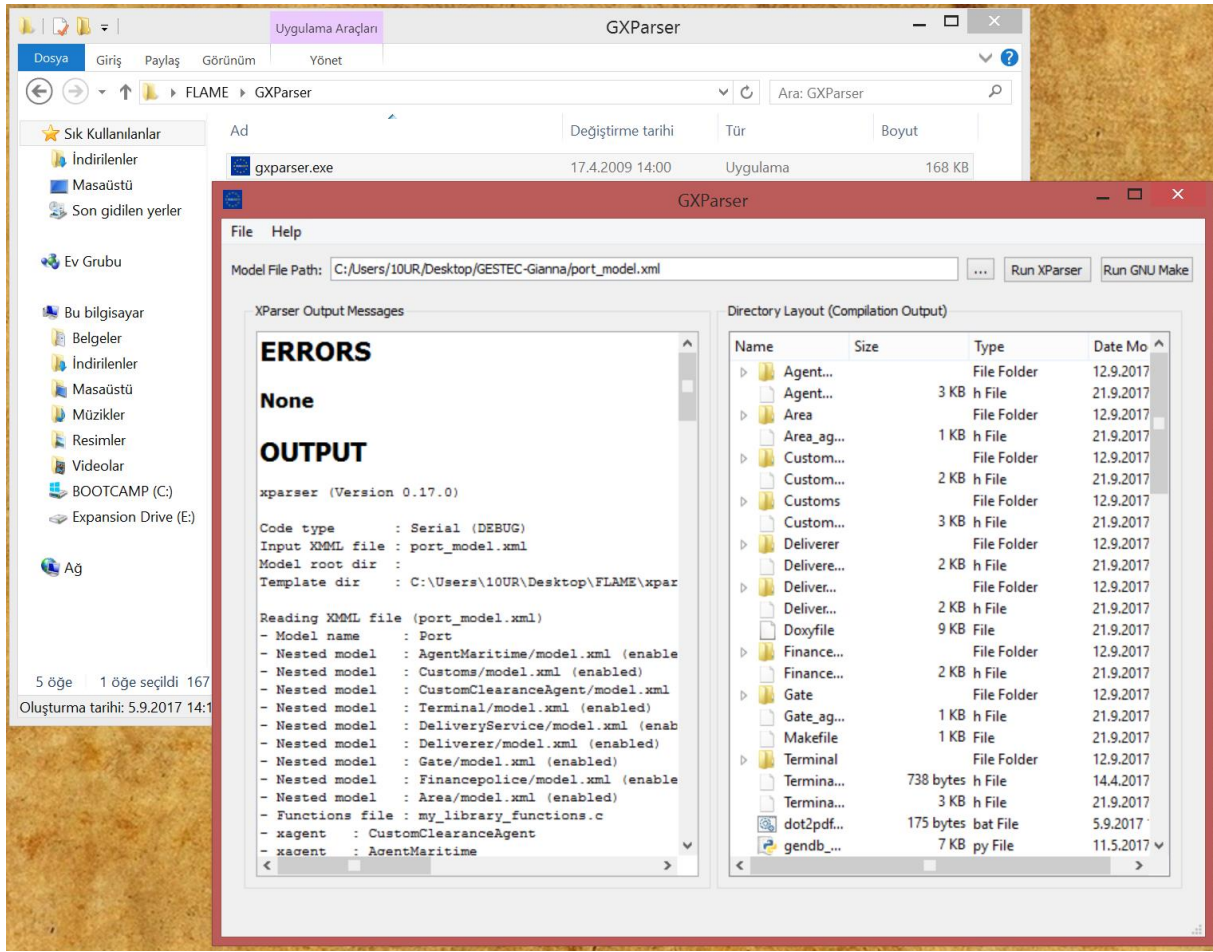 Uygulama Araçları
GXParser
Dosya Giriş Paylaş Görünüm Yönet
FLAME GXParser
Ara: GXParser
Sık Kullanılanlar
İndirilenler
Masaüstü
Son gidilen yerler
Ev Grubu
Bu bilgisayar
Belgeler
İndirilenler
Masaüstü
Müzikler
Resimler
Videolar
BOOTCAMP (C:)
Expansion Drive (E:)
Ağ
Ad Değiştirme tarihi Tür Boyut
gxparser.exe 17.4.2009 14:00 Uygulama 168 KB
5 öğe 1 öğe seçildi 167
Oluşturma tarihi: 5.9.2017 14:1
GXParser
File Help
Model File Path: C:/Users/10UR/Desktop/GESTEC-Gianna/port_model.xml ... Run XParser Run GNU Make
XParser Output Messages
ERRORS
None
OUTPUT
xparser (Version 0.17.0)
Code type : Serial (DEBUG)
Input XMML file : port_model.xml
Model root dir :
Template dir : C:\Users\10UR\Desktop\FLAME\xpar
Reading XMML file (port_model.xml)
- Model name : Port
- Nested model : AgentMaritime/model.xml (enable
- Nested model : Customs/model.xml (enabled)
- Nested model : CustomClearanceAgent/model.xml
- Nested model : Terminal/model.xml (enabled)
- Nested model : DeliveryService/model.xml (enab
- Nested model : Deliverer/model.xml (enabled)
- Nested model : Gate/model.xml (enabled)
- Nested model : Financepolice/model.xml (enable
- Nested model : Area/model.xml (enabled)
- Functions file : my_library_functions.c
- xagent : CustomClearanceAgent
- xagent : AgentMaritime
Directory Layout (Compilation Output)
Name Size Type Date Mo
Agent... File Folder 12.9.2017
Agent... 3 KB h File 21.9.2017
Area File Folder 12.9.2017
Area_ag... 1 KB h File 21.9.2017
Custom... File Folder 12.9.2017
Custom... 2 KB h File 21.9.2017
Customs File Folder 12.9.2017
Custom... 3 KB h File 21.9.2017
Deliverer File Folder 12.9.2017
Delivere... 2 KB h File 21.9.2017
Deliver... File Folder 12.9.2017
Deliver... 2 KB h File 21.9.2017
Doxyfile 9 KB File 21.9.2017
Finance... File Folder 12.9.2017
Finance... 2 KB h File 21.9.2017
Gate File Folder 12.9.2017
Gate_ag... 1 KB h File 21.9.2017
Makefile 1 KB File 21.9.2017
Terminal File Folder 12.9.2017
Termina... 738 bytes h File 14.4.2017
Termina... 3 KB h File 21.9.2017
dot2pdf... 175 bytes bat File 5.9.2017
gendb_... 7 KB py File 11.5.2017